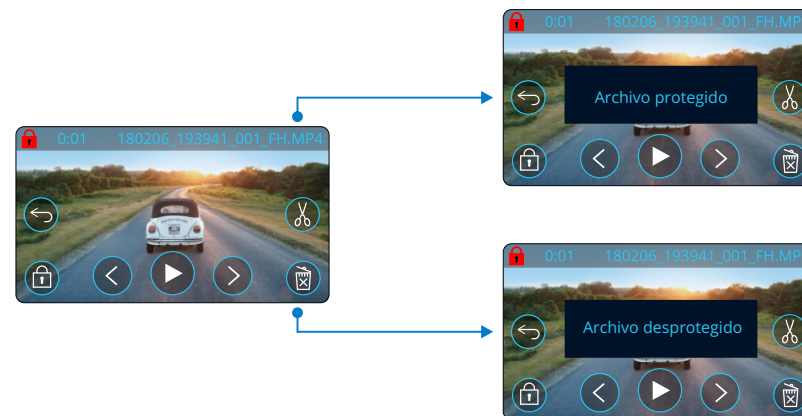 0:01 180206_193941_001_FH.MP4
0:01 180206_193941_001_FH.MP
Archivo protegido
0:01 180206_193941_001_FH.MP
Archivo desprotegido